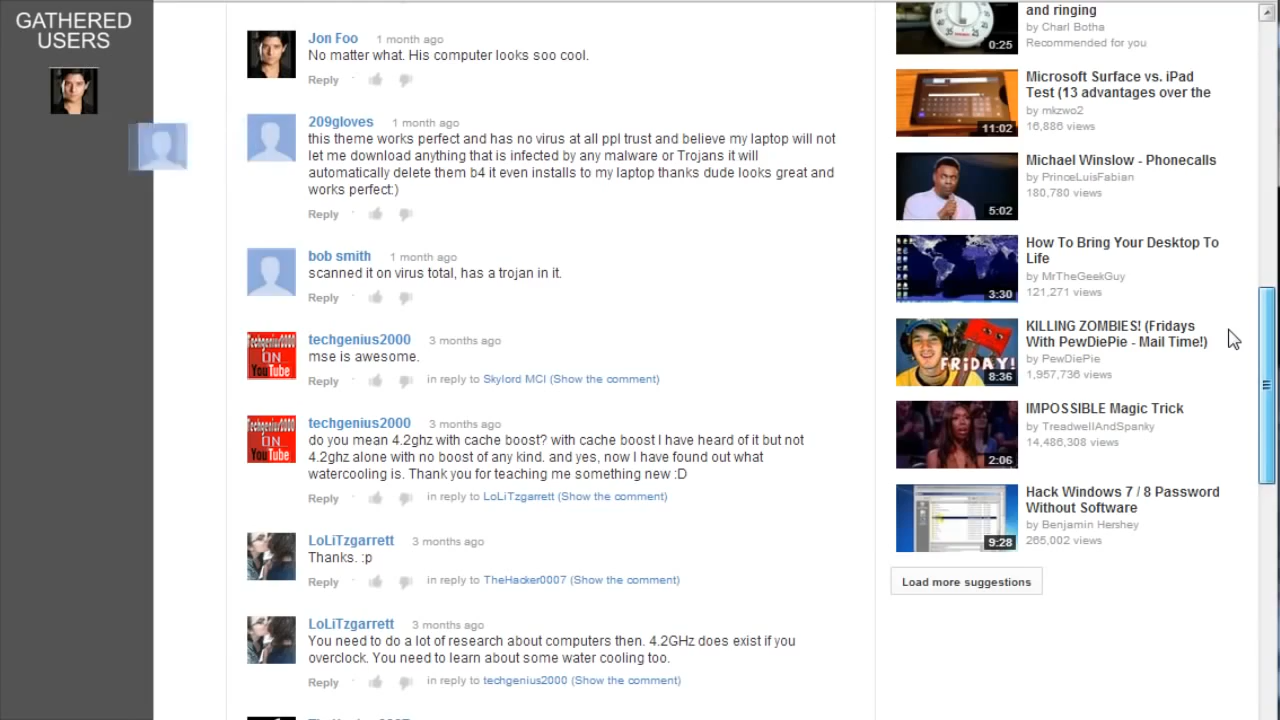 GATHERED
USERS
Jon Foo 1 month ago
No matter what. His computer looks soo cool.
Reply
209gloves 1 month ago
this theme works perfect and has no virus at all ppl trust and believe my laptop will not
let me download anything that is infected by any malware or Trojans it will
automatically delete them b4 it even installs to my laptop thanks dude looks great and
works perfect:)
Reply
bob smith 1 month ago
scanned it on virus total, has a trojan in it.
Reply
techgenius2000 3 months ago
mse is awesome.
Reply in reply to Skylord MCI (Show the comment)
techgenius2000 3 months ago
do you mean 4.2ghz with cache boost? with cache boost I have heard of it but not
4.2ghz alone with no boost of any kind. and yes, now I have found out what
watercooling is. Thank you for teaching me something new :D
Reply in reply to LoLiTzgarrett (Show the comment)
LoLiTzgarrett 3 months ago
Thanks. :p
Reply in reply to TheHacker0007 (Show the comment)
LoLiTzgarrett 3 months ago
You need to do a lot of research about computers then. 4.2GHz does exist if you
overclock. You need to learn about some water cooling too.
Reply in reply to techgenius2000 (Show the comment)
and ringing
by Charl Botha
0:25
Recommended for you
Microsoft Surface vs. iPad
Test (13 advantages over the
by mkzwo2
11:02
16,886 views
Michael Winslow - Phonecalls
by PrinceLuisFabian
180,780 views
5:02
How To Bring Your Desktop To
Life
by MrTheGeekGuy
3:30
121,271 views
KILLING ZOMBIES! (Fridays
With PewDiePie - Mail Time!)
by PewDiePie
FRiDAY!
8:36
1,957,736 views
IMPOSSIBLE Magic Trick
by TreadwellAndSpanky
14,486,308 views
2:06
Hack Windows 7 / 8 Password
Without Software
by Benjamin Hershey
9:28
265,002 views
Load more suggestions